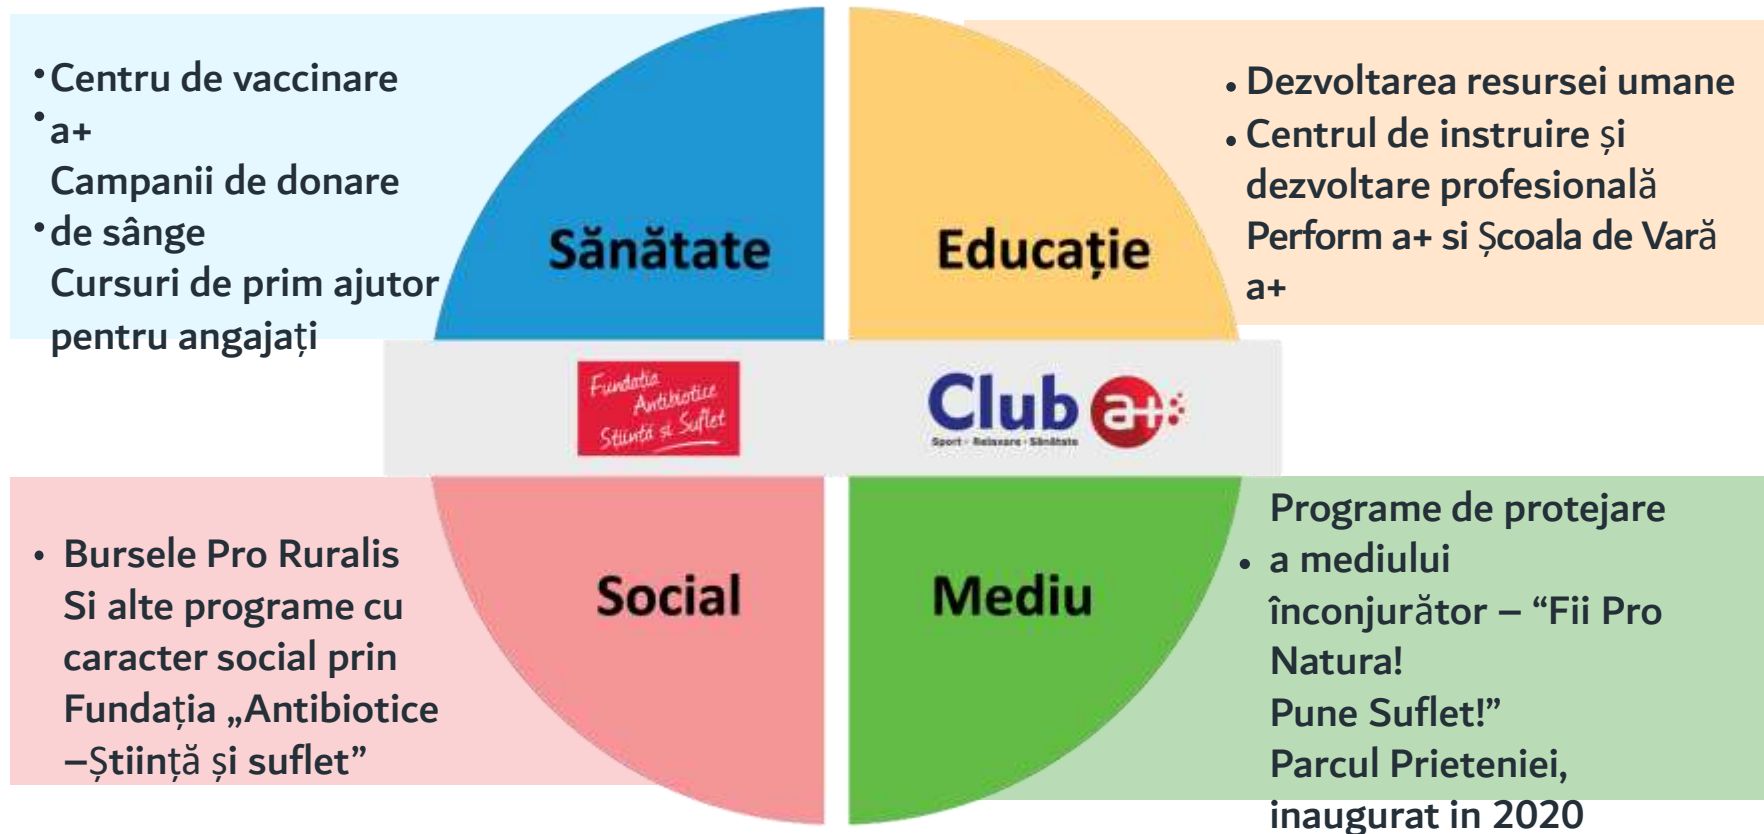 • Centru de vaccinare
• a+
Campanii de donare
• de sânge
Cursuri de prim ajutor
pentru angajați
Sănătate
Educație
• Dezvoltarea resursei umane
• Centrul de instruire și
dezvoltare profesională
Perform a+ si Școala de Vară
a+
Fundatia
Antibiotice
Stiintă si Suflet
Club a+
Sport - Relaxare - Sănătate
• Bursele Pro Ruralis
Si alte programe cu
caracter social prin
Fundația „Antibiotice
–Știință și suflet”
Social
Mediu
Programe de protejare
• a mediului
înconjurător – “Fii Pro
Natura!
Pune Suflet!”
Parcul Prieteniei,
inaugurat in 2020